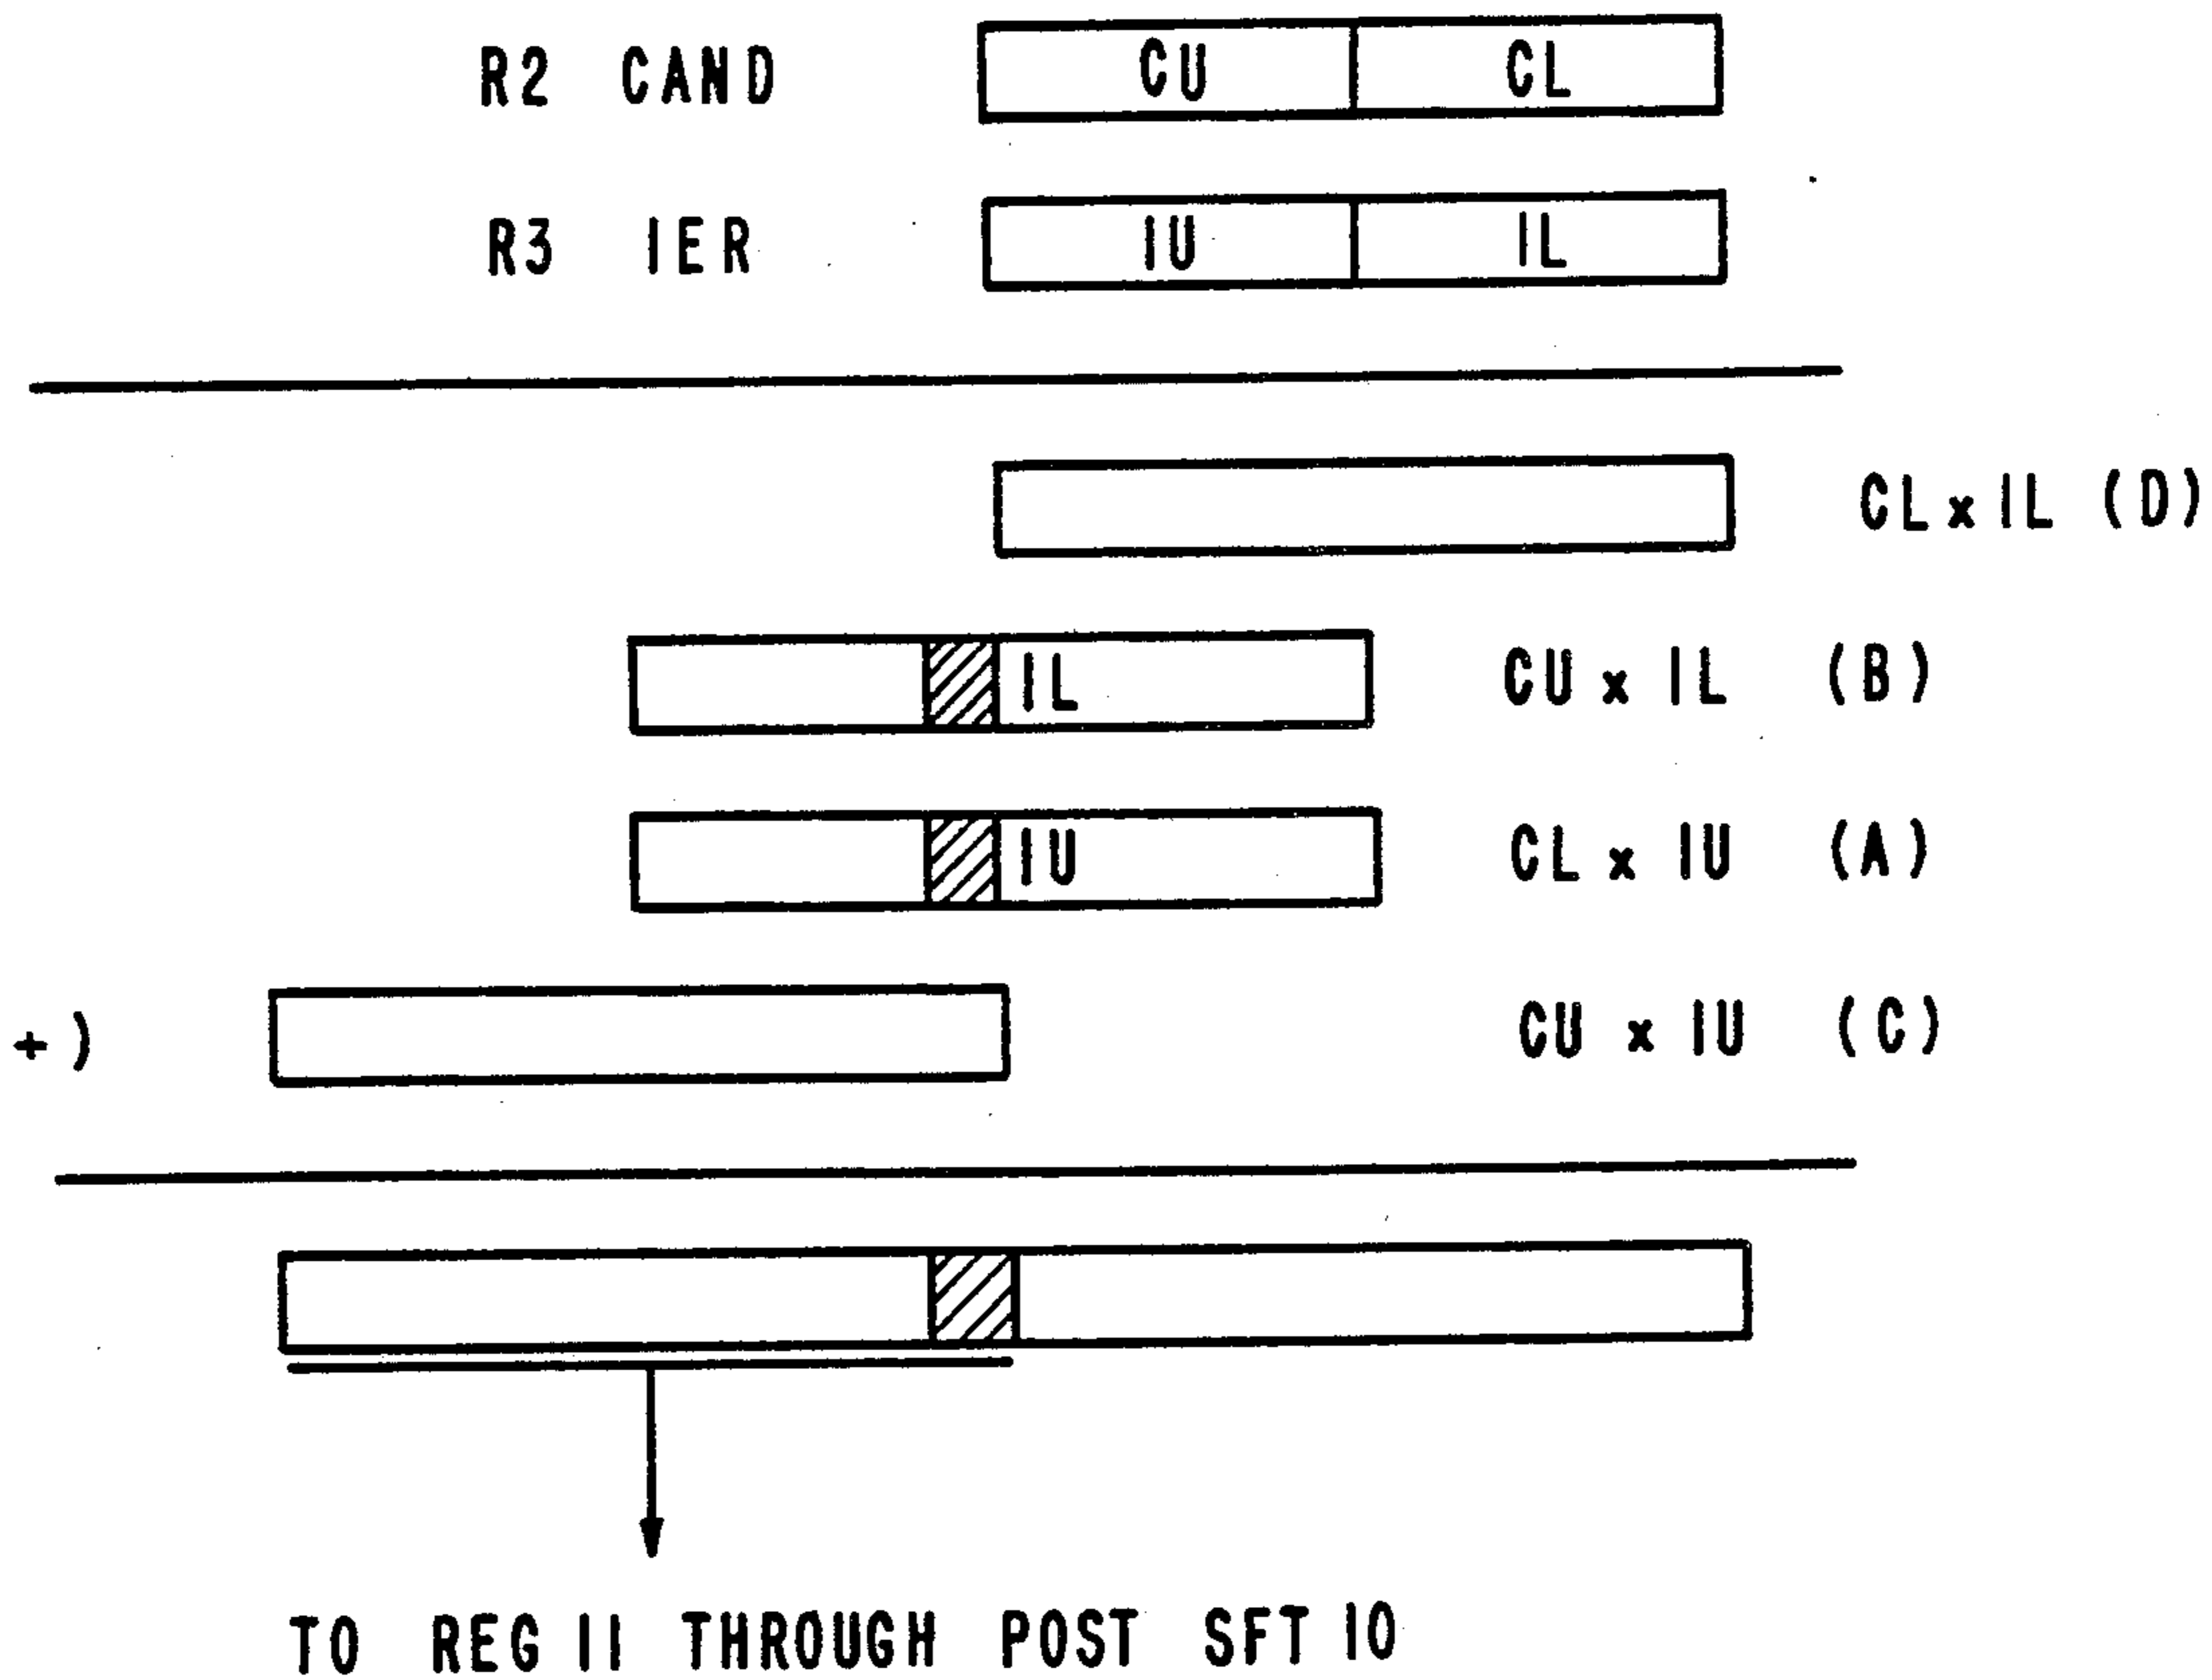 R2 CAND CU CL
R3 IER IU IL
CL x IL (D)
IL CU x IL (B)
IU CL x IU (A)
+) CU x IU (C)
TO REG 11 THROUGH POST SFT 10